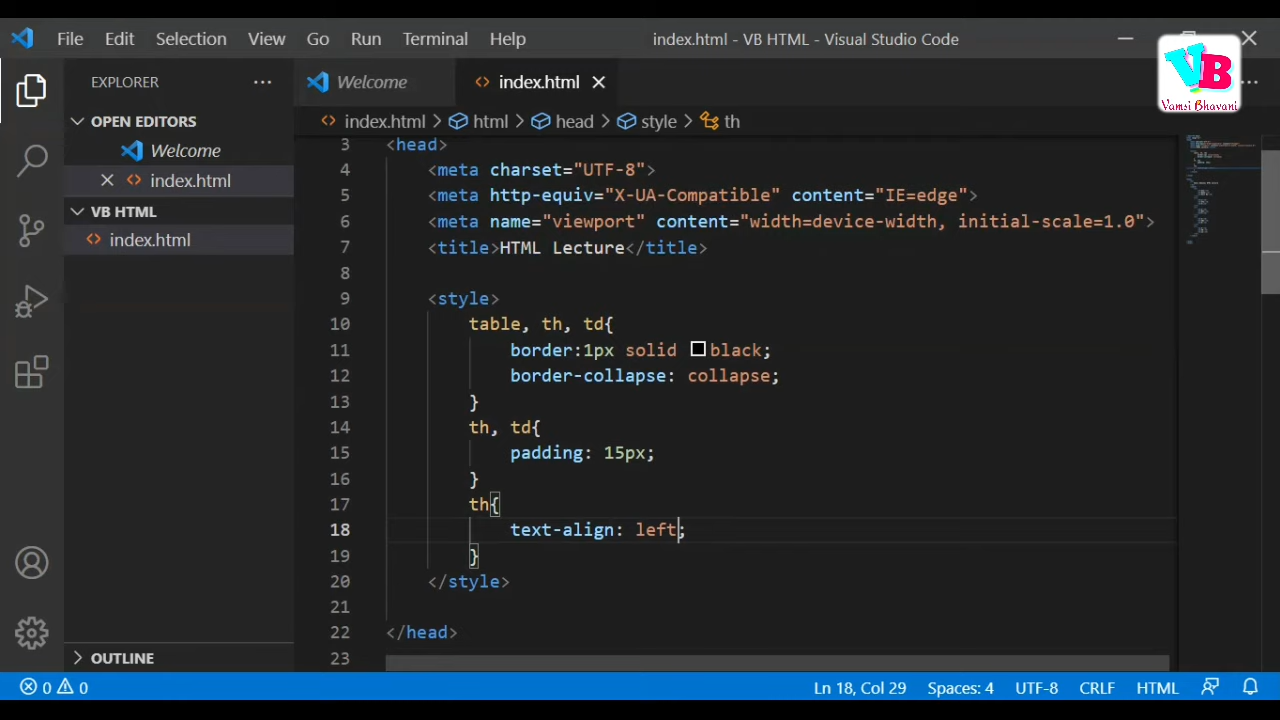 File Edit Selection View Go Run Terminal Help index.html - VB HTML - Visual Studio Code
VB
Vamsi Bhavani
EXPLORER
Welcome index.html
OPEN EDITORS
Welcome
index.html
VB HTML
index.html
OUTLINE
index.html > html > head > style > th
3 <head>
4 <meta charset="UTF-8">
5 <meta http-equiv="X-UA-Compatible" content="IE=edge">
6 <meta name="viewport" content="width=device-width, initial-scale=1.0">
7 <title>HTML Lecture</title>
8
9 <style>
10 table, th, td{
11 border:1px solid black;
12 border-collapse: collapse;
13 }
14 th, td{
15 padding: 15px;
16 }
17 th{
18 text-align: left;
19 }
20 </style>
21
22 </head>
23
0 0 Ln 18, Col 29 Spaces: 4 UTF-8 CRLF HTML